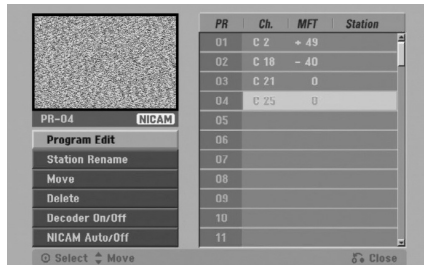 PR Ch. MFT Station
01 C 2 + 49
02 C 18 - 40
03 C 21 0
04 C 25 0
05
06
07
08
09
10
11
PR-04 NICAM
Program Edit
Station Rename
Move
Delete
Decoder On/Off
NICAM Auto/Off
Select Move
Close